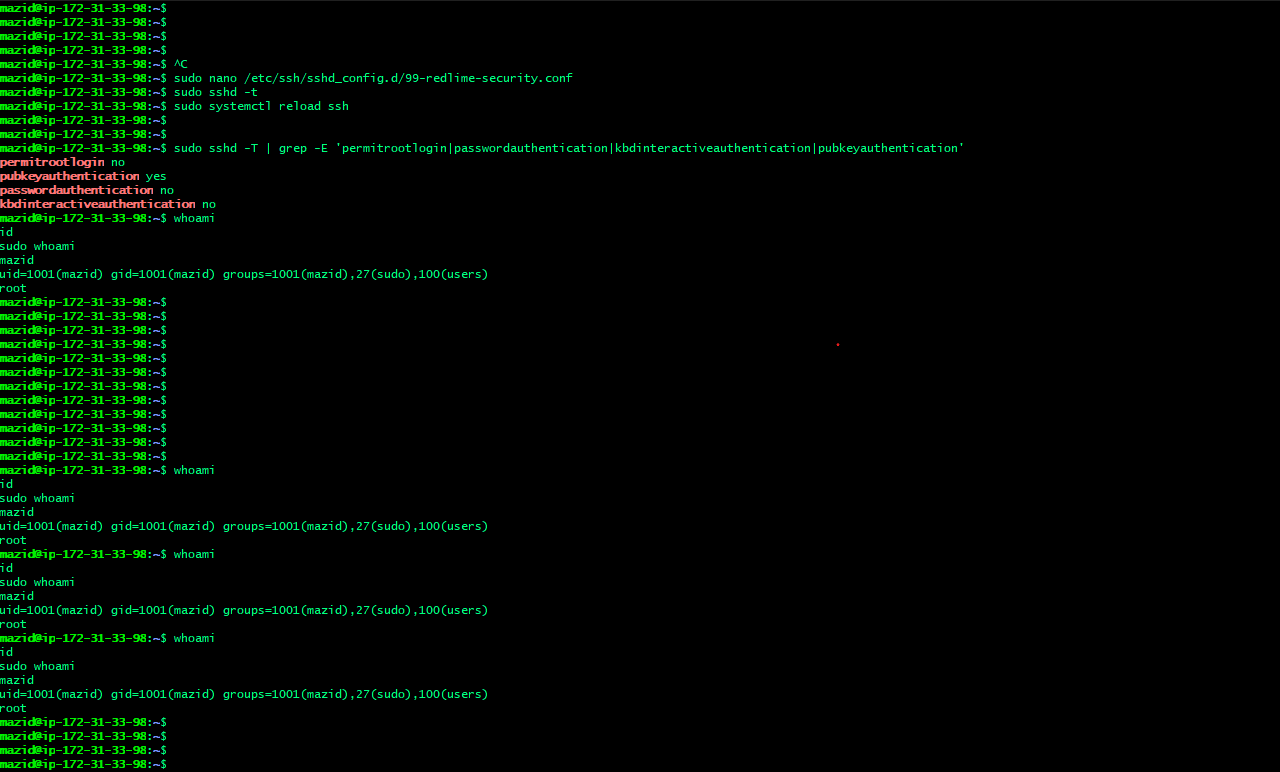 mazid@ip-172-31-33-98:~$
mazid@ip-172-31-33-98:~$
mazid@ip-172-31-33-98:~$
mazid@ip-172-31-33-98:~$
mazid@ip-172-31-33-98:~$ ^C
mazid@ip-172-31-33-98:~$ sudo nano /etc/ssh/sshd_config.d/99-redlime-security.conf
mazid@ip-172-31-33-98:~$ sudo sshd -t
mazid@ip-172-31-33-98:~$ sudo systemctl reload ssh
mazid@ip-172-31-33-98:~$
mazid@ip-172-31-33-98:~$
mazid@ip-172-31-33-98:~$ sudo sshd -T | grep -E 'permitrootlogin|passwordauthentication|kbdinteractiveauthentication|pubkeyauthentication'
permitrootlogin no
pubkeyauthentication yes
passwordauthentication no
kbdinteractiveauthentication no
mazid@ip-172-31-33-98:~$ whoami
id
sudo whoami
mazid
uid=1001(mazid) gid=1001(mazid) groups=1001(mazid),27(sudo),100(users)
root
mazid@ip-172-31-33-98:~$
mazid@ip-172-31-33-98:~$
mazid@ip-172-31-33-98:~$
mazid@ip-172-31-33-98:~$
mazid@ip-172-31-33-98:~$
mazid@ip-172-31-33-98:~$
mazid@ip-172-31-33-98:~$
mazid@ip-172-31-33-98:~$
mazid@ip-172-31-33-98:~$
mazid@ip-172-31-33-98:~$
mazid@ip-172-31-33-98:~$
mazid@ip-172-31-33-98:~$
mazid@ip-172-31-33-98:~$ whoami
id
sudo whoami
mazid
uid=1001(mazid) gid=1001(mazid) groups=1001(mazid),27(sudo),100(users)
root
mazid@ip-172-31-33-98:~$ whoami
id
sudo whoami
mazid
uid=1001(mazid) gid=1001(mazid) groups=1001(mazid),27(sudo),100(users)
root
mazid@ip-172-31-33-98:~$ whoami
id
sudo whoami
mazid
uid=1001(mazid) gid=1001(mazid) groups=1001(mazid),27(sudo),100(users)
root
mazid@ip-172-31-33-98:~$
mazid@ip-172-31-33-98:~$
mazid@ip-172-31-33-98:~$
mazid@ip-172-31-33-98:~$